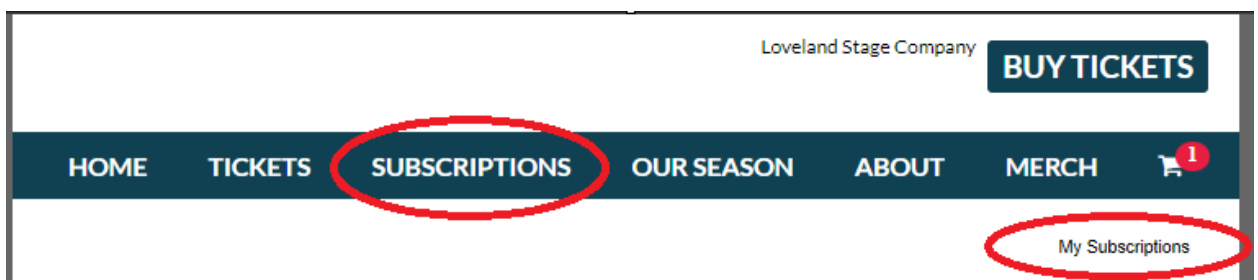 Loveland Stage Company
BUY TICKETS
HOME TICKETS SUBSCRIPTIONS OUR SEASON ABOUT MERCH 1
My Subscriptions